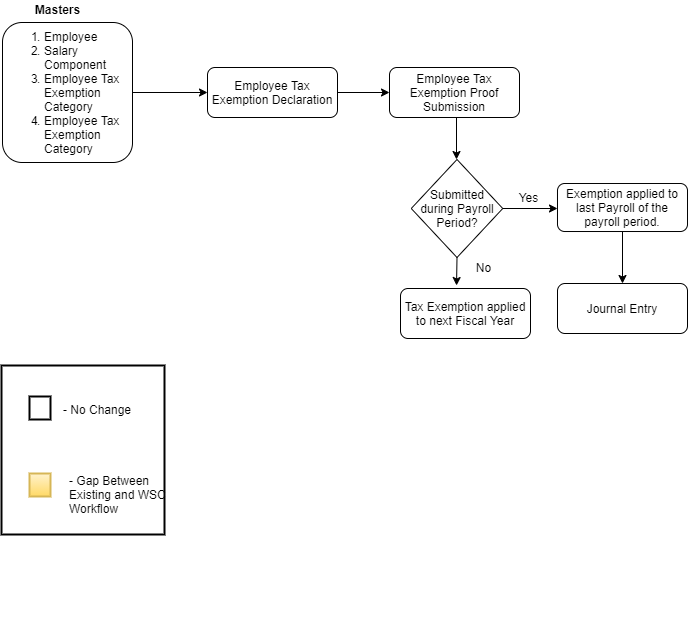 Masters
1. Employee
2. Salary
Component
3. Employee Tax
Exemption
Category
4. Employee Tax
Exemption
Category
Employee Tax
Exemption Declaration
Employee Tax
Exemption Proof
Submission
Submitted
during Payroll
Period?
Yes
Exemption applied to
last Payroll of the
payroll period.
No
Tax Exemption applied
to next Fiscal Year
Journal Entry
- No Change
- Gap Between
Existing and WSC
Workflow